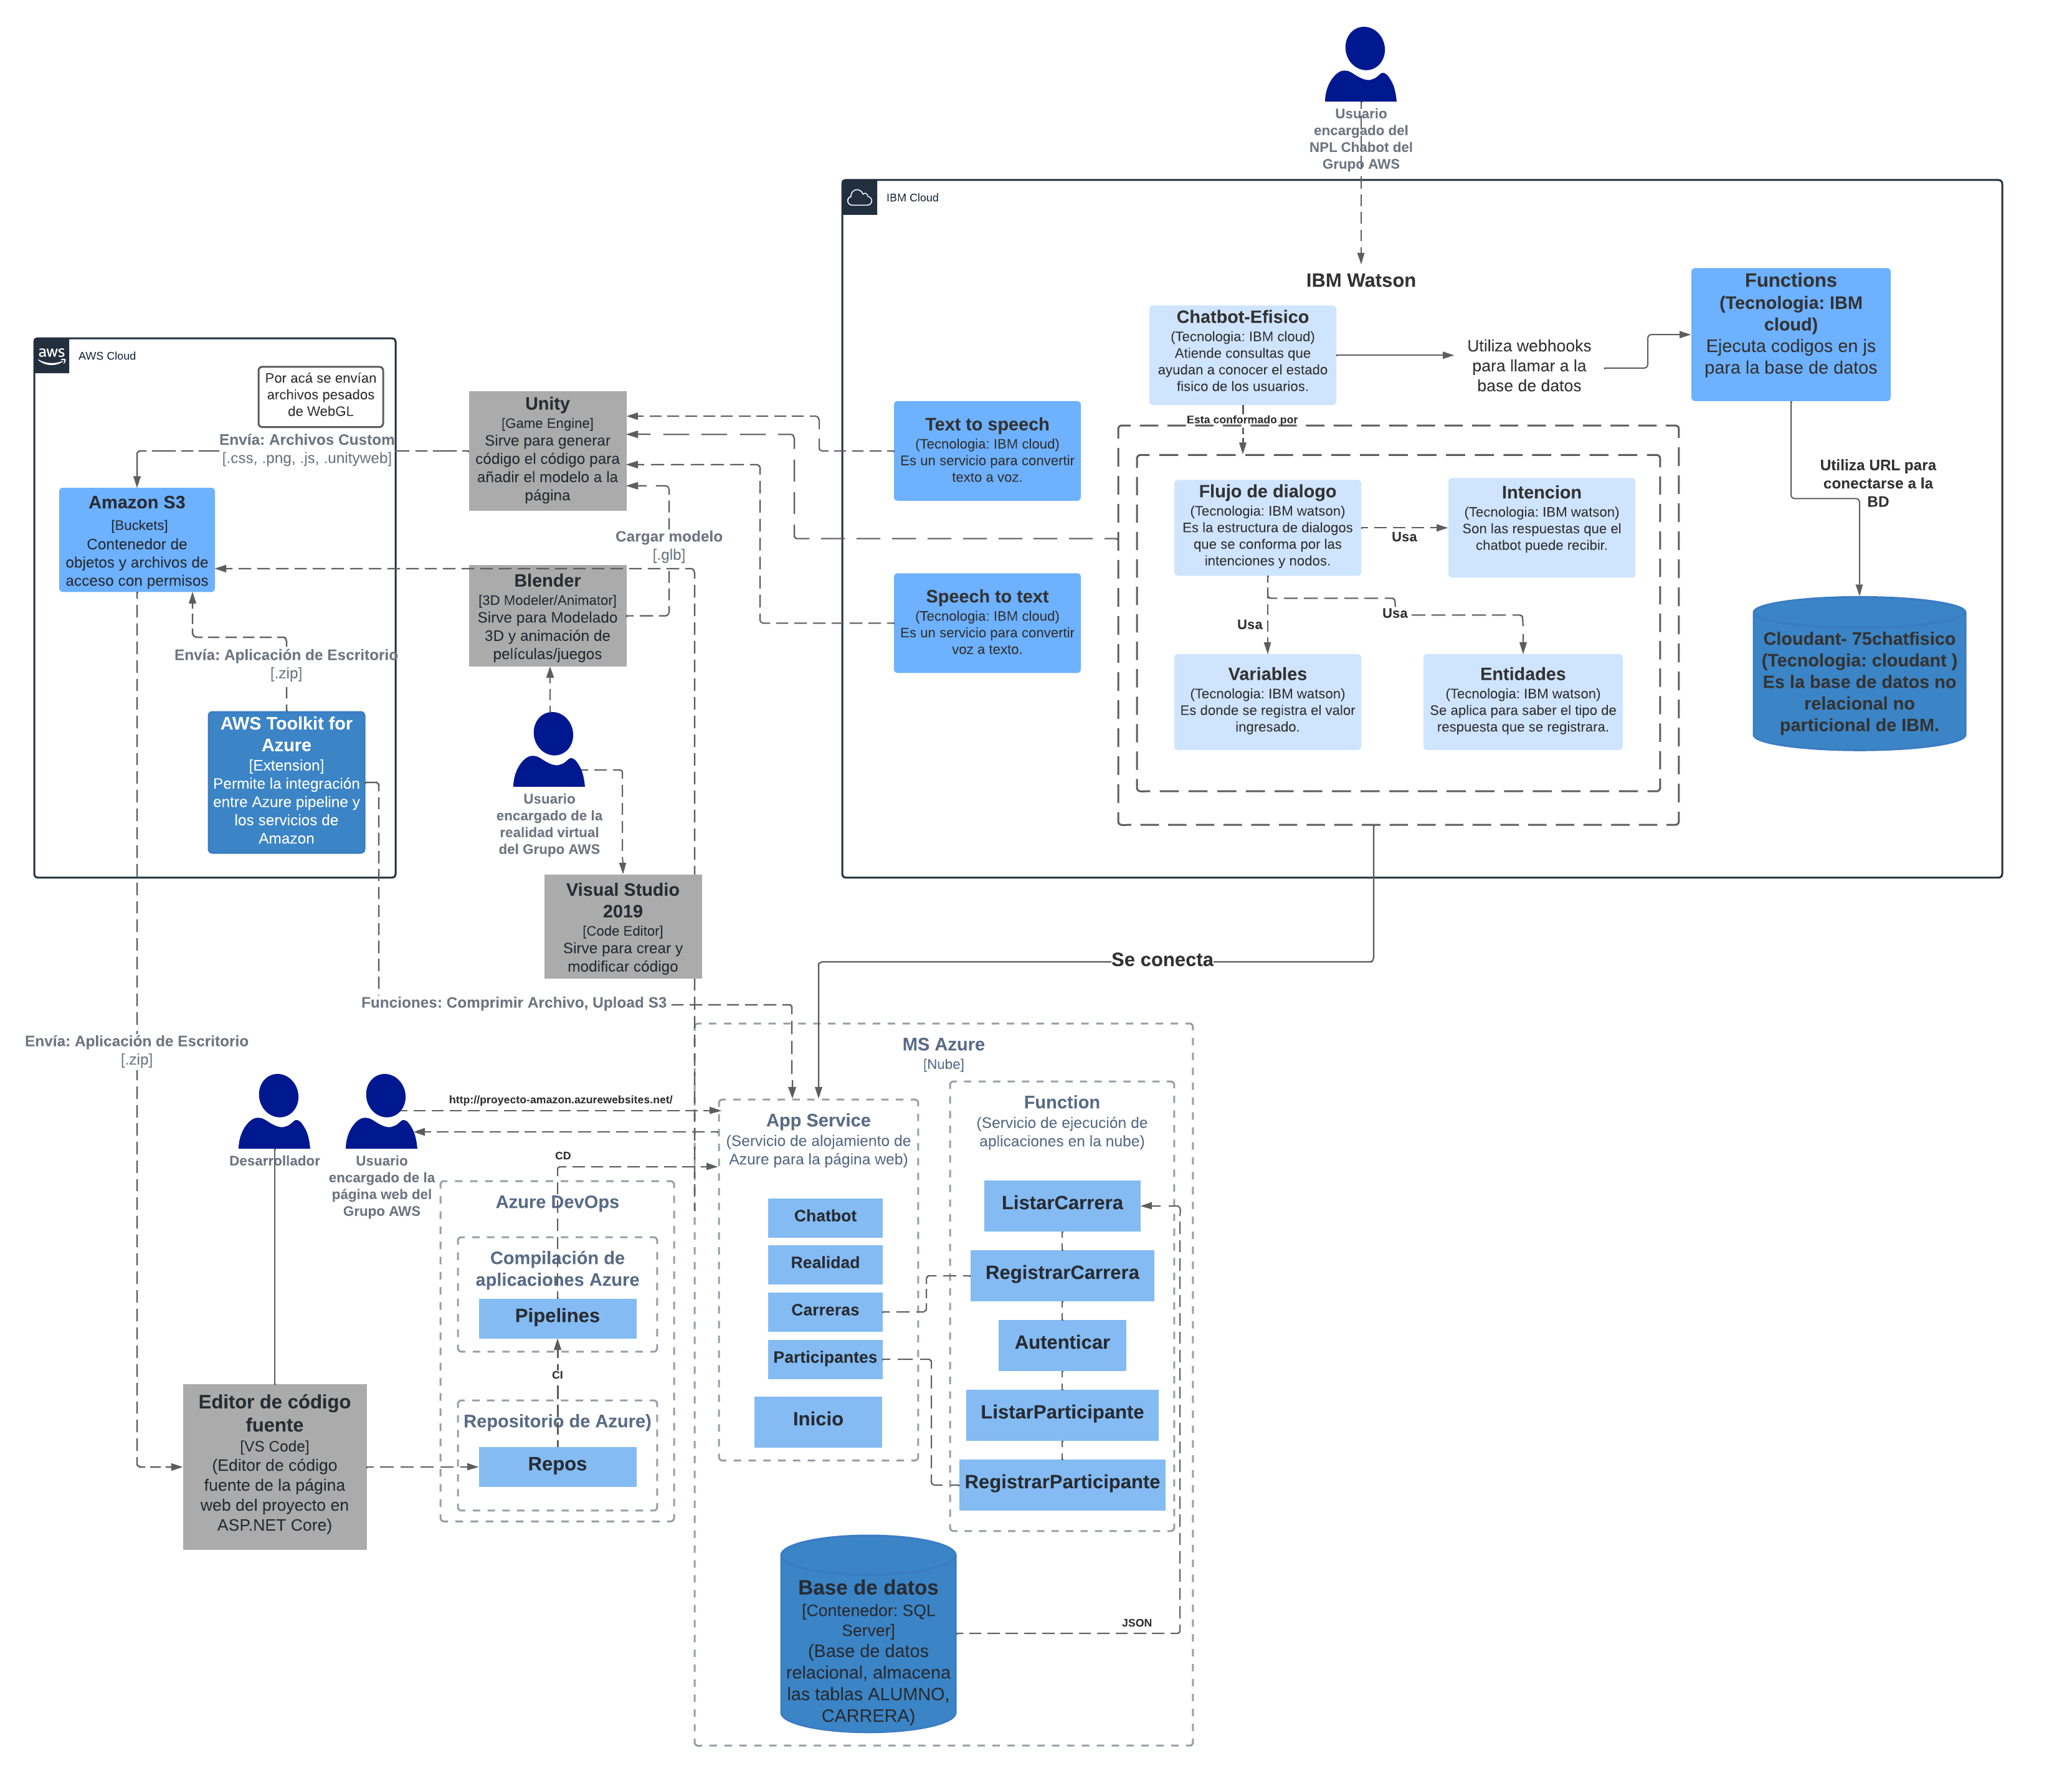 Usuario
encargado del
NPL Chabot del
Grupo AWS
IBM Cloud
IBM Watson
Chatbot-Efisico
(Tecnologia: IBM cloud)
Atiende consultas que
ayudan a conocer el estado
fisico de los usuarios.
Utiliza webhooks
para llamar a la
base de datos
Functions
(Tecnologia: IBM
cloud)
Ejecuta codigos en js
para la base de datos
Esta conformado por
Text to speech
(Tecnologia: IBM cloud)
Es un servicio para convertir
texto a voz.
Flujo de dialogo
(Tecnologia: IBM watson)
Es la estructura de dialogos
que se conforma por las
intenciones y nodos.
Usa
Intencion
(Tecnologia: IBM watson)
Son las respuestas que el
chatbot puede recibir.
Utiliza URL para
conectarse a la
BD
Speech to text
(Tecnologia: IBM cloud)
Es un servicio para convertir
voz a texto.
Usa
Usa
Variables
(Tecnologia: IBM watson)
Es donde se registra el valor
ingresado.
Entidades
(Tecnologia: IBM watson)
Se aplica para saber el tipo de
respuesta que se registrara.
Cloudant- 75chatfisico
(Tecnologia: cloudant )
Es la base de datos no
relacional no
particional de IBM.
aws
AWS Cloud
Por acá se envían
archivos pesados
de WebGL
Envía: Archivos Custom
[.css, .png, .js, .unityweb]
Unity
[Game Engine]
Sirve para generar
código el código para
añadir el modelo a la
página
Amazon S3
[Buckets]
Contenedor de
objetos y archivos de
acceso con permisos
Cargar modelo
[.glb]
Blender
[3D Modeler/Animator]
Sirve para Modelado
3D y animación de
películas/juegos
Envía: Aplicación de Escritorio
[.zip]
AWS Toolkit for
Azure
[Extension]
Permite la integración
entre Azure pipeline y
los servicios de
Amazon
Usuario
encargado de la
realidad virtual
del Grupo AWS
Visual Studio
2019
[Code Editor]
Sirve para crear y
modificar código
Se conecta
Funciones: Comprimir Archivo, Upload S3
Envía: Aplicación de Escritorio
[.zip]
MS Azure
[Nube]
Desarrollador
Usuario
encargado de la
página web del
Grupo AWS
http://proyecto-amazon.azurewebsites.net/
CD
App Service
(Servicio de alojamiento de
Azure para la página web)
Chatbot
Realidad
Carreras
Participantes
Inicio
Function
(Servicio de ejecución de
aplicaciones en la nube)
ListarCarrera
RegistrarCarrera
Autenticar
ListarParticipante
RegistrarParticipante
Azure DevOps
Compilación de
aplicaciones Azure
Pipelines
CI
Repositorio de Azure)
Repos
Editor de código
fuente
[VS Code]
(Editor de código
fuente de la página
web del proyecto en
ASP.NET Core)
Base de datos
[Contenedor: SQL
Server]
(Base de datos
relacional, almacena
las tablas ALUMNO,
CARRERA)
JSON